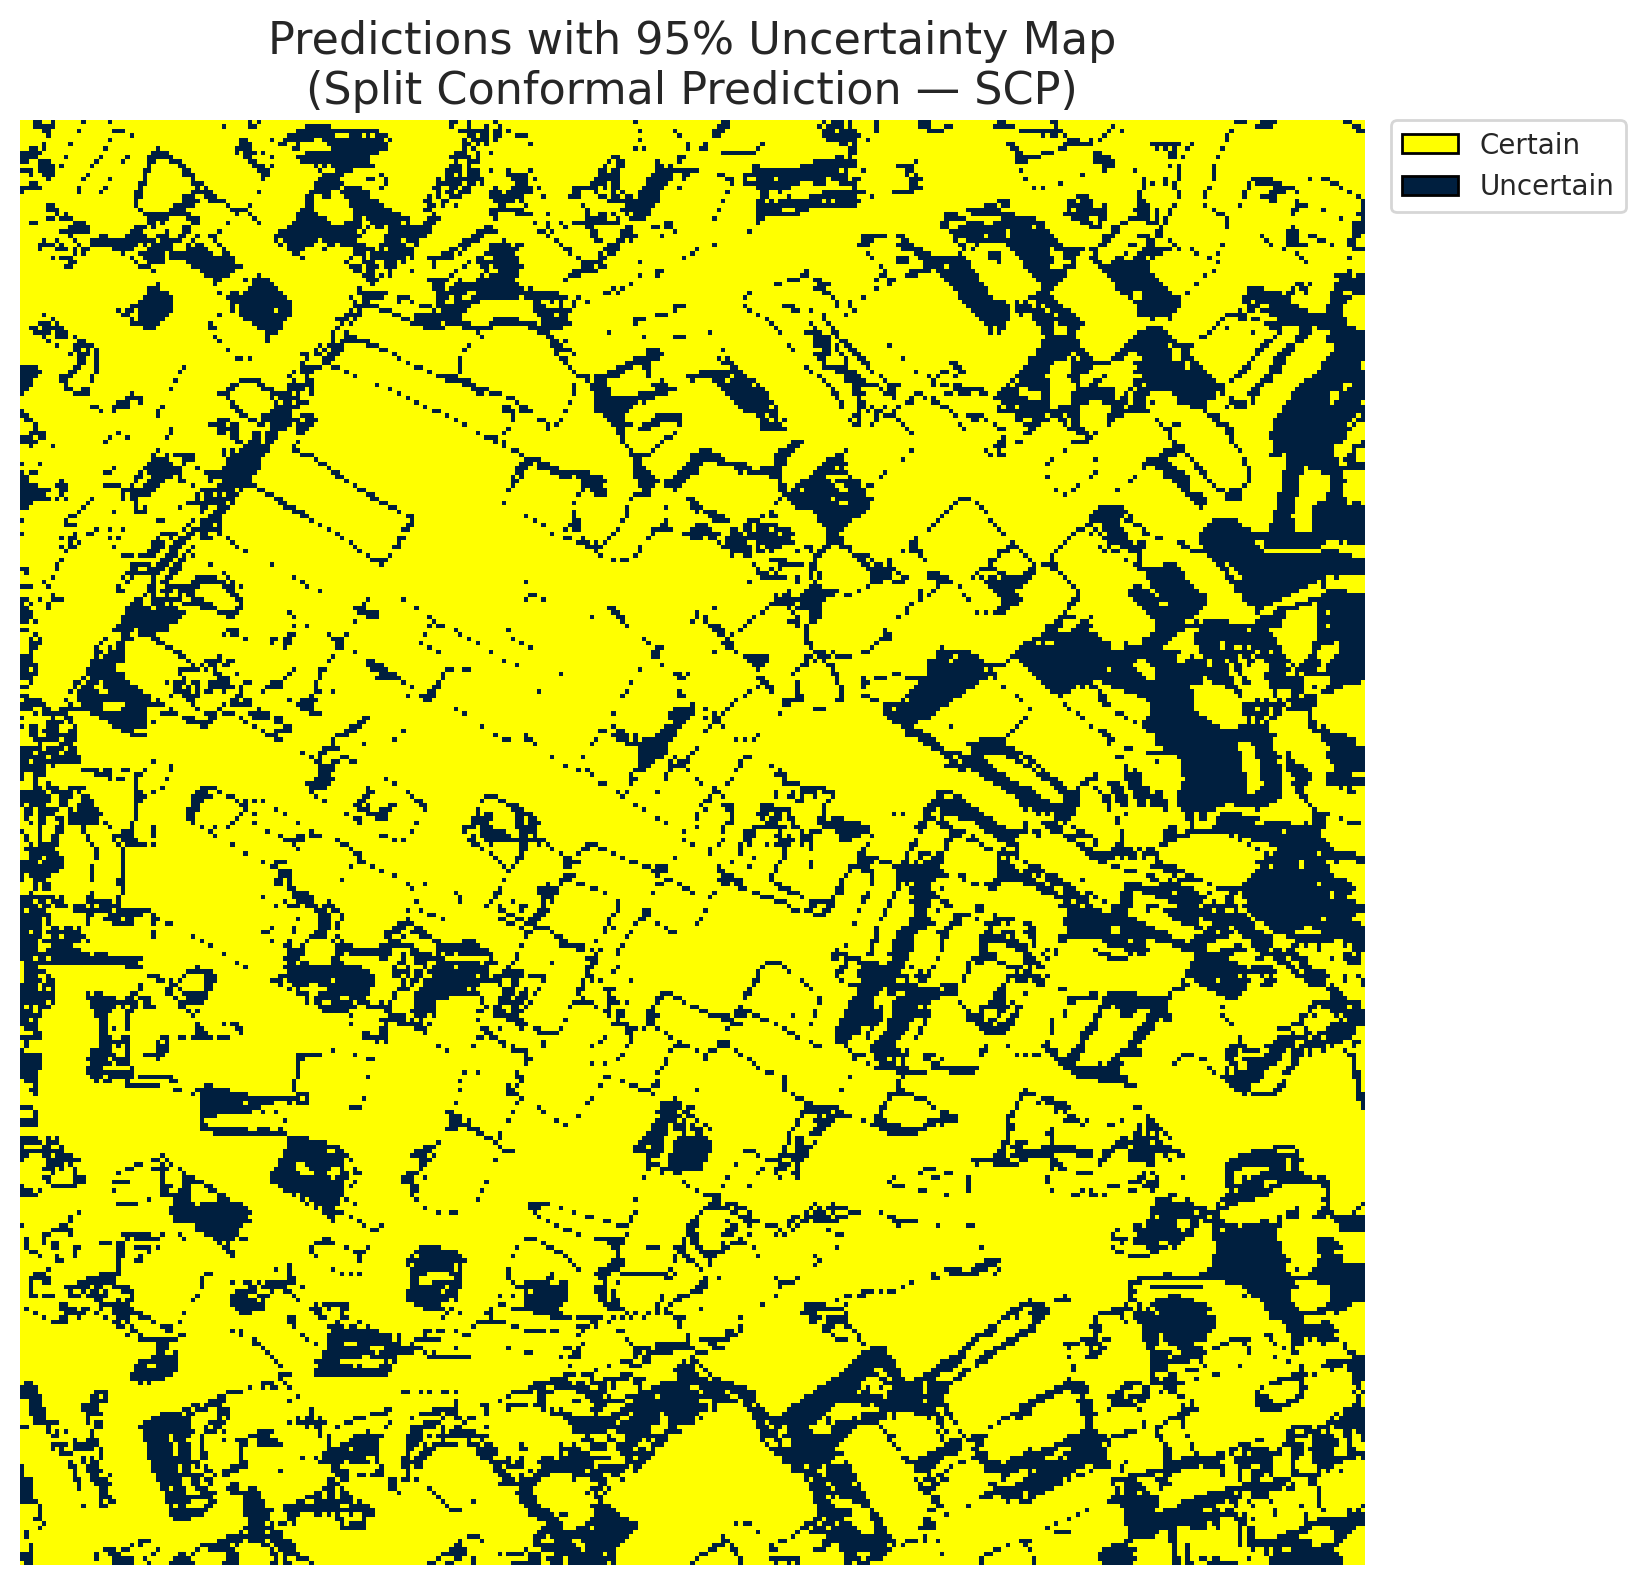 Predictions with 95% Uncertainty Map
(Split Conformal Prediction — SCP)
Certain
Uncertain